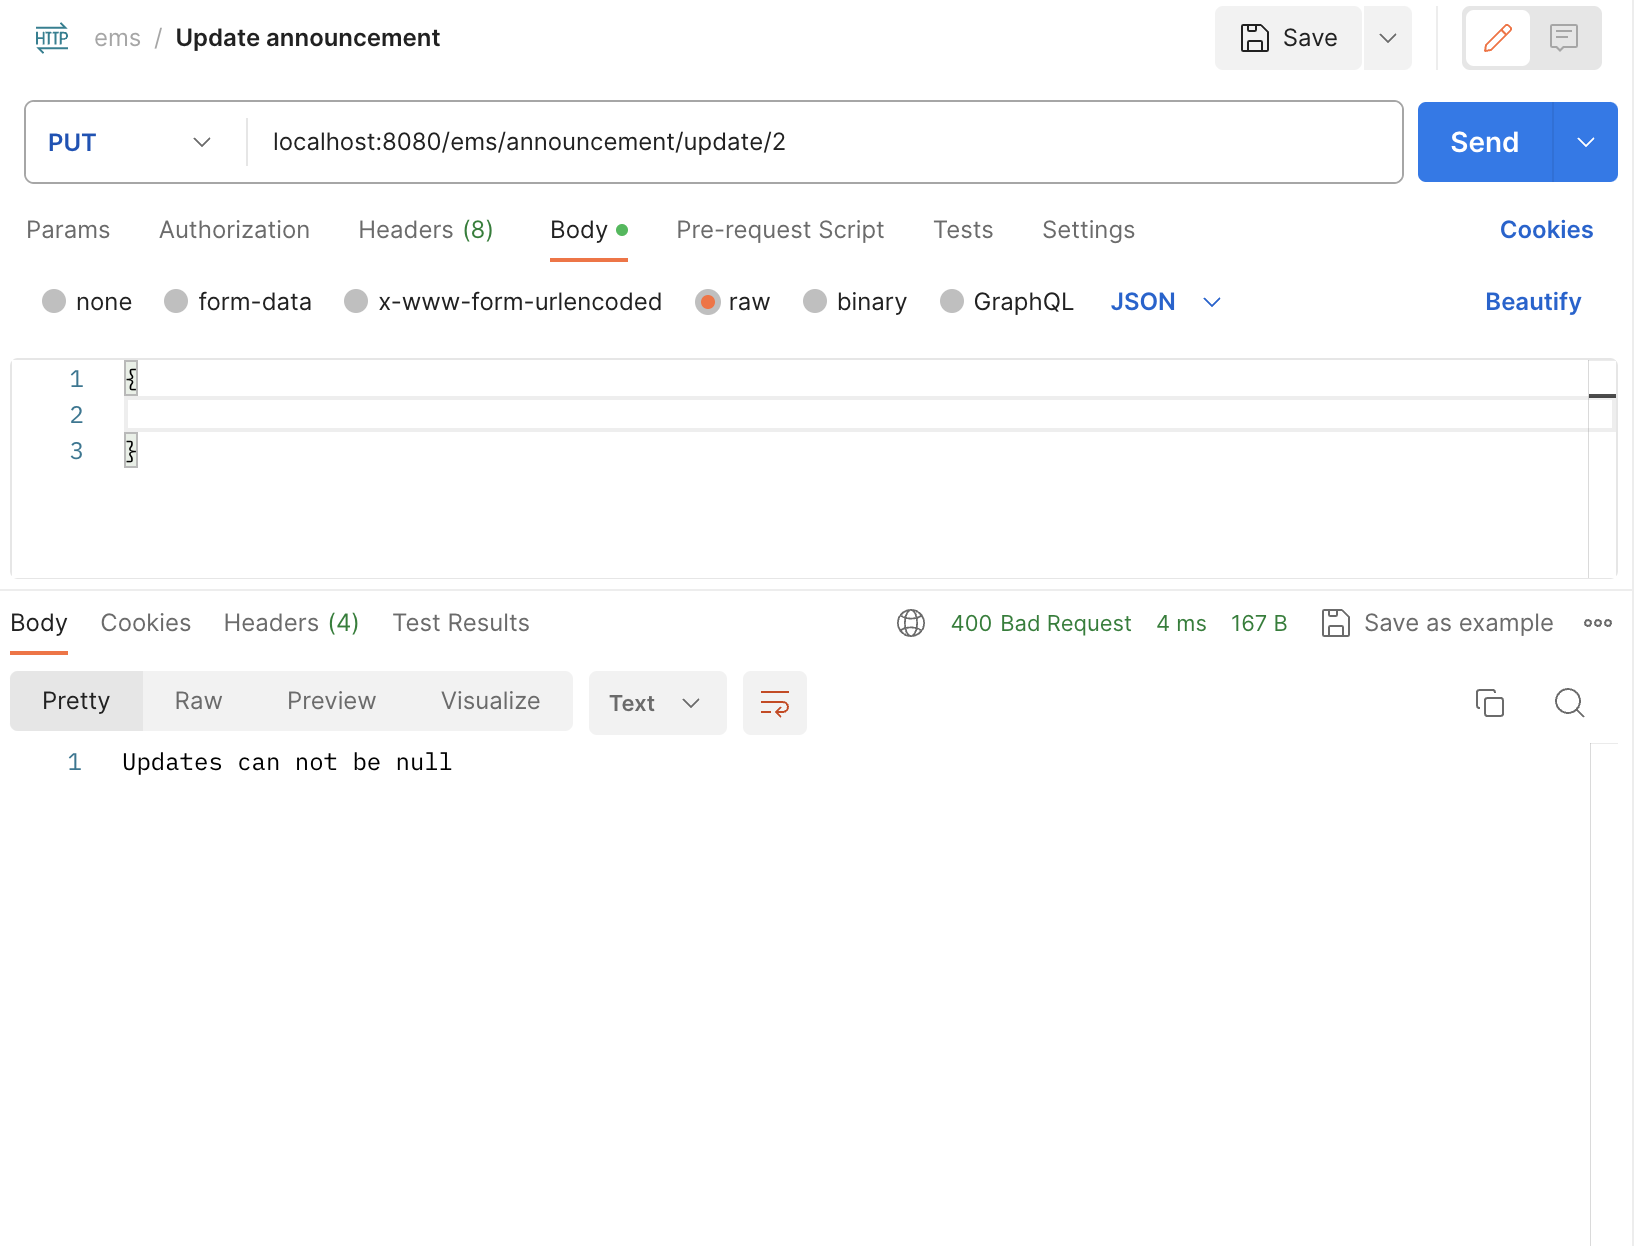 HTTP ems / Update announcement Save
PUT localhost:8080/ems/announcement/update/2 Send
Params Authorization Headers (8) Body Pre-request Script Tests Settings Cookies
none form-data x-www-form-urlencoded raw binary GraphQL JSON Beautify
1 {
2
3 }
Body Cookies Headers (4) Test Results 400 Bad Request 4 ms 167 B Save as example
Pretty Raw Preview Visualize Text
1 Updates can not be null